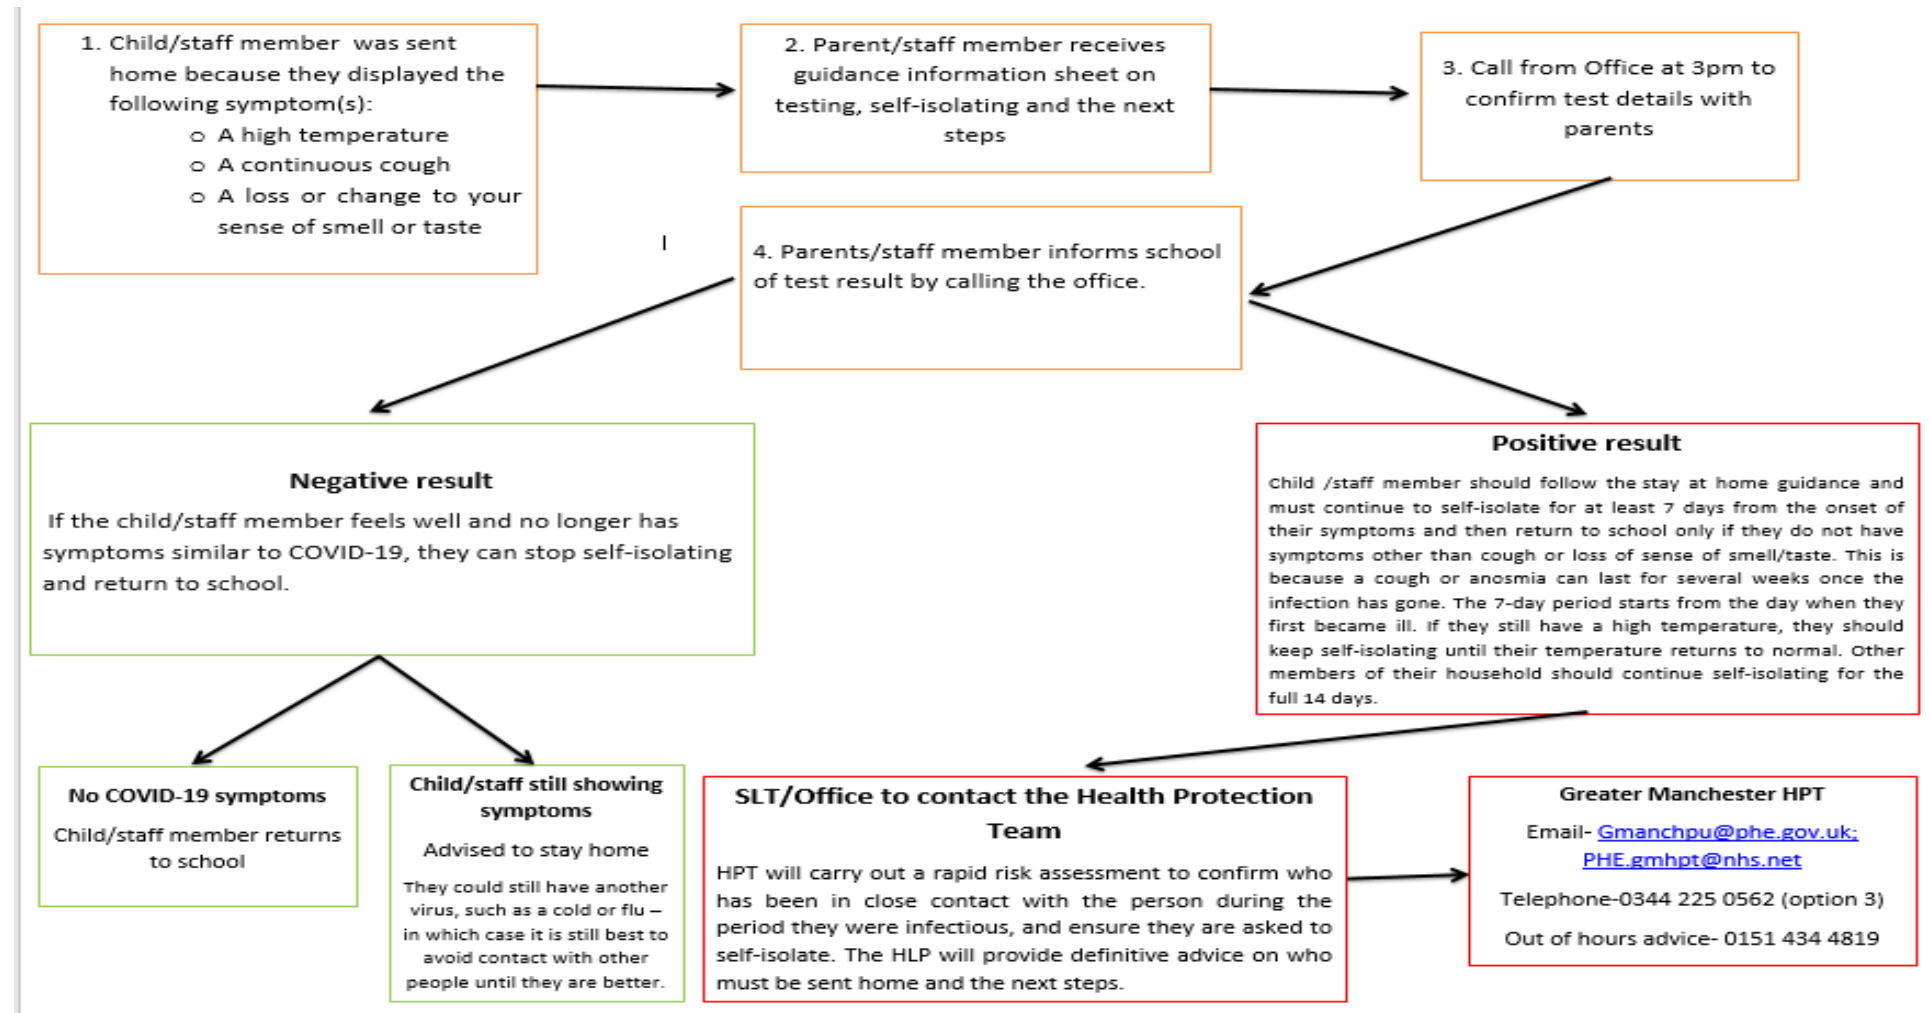 1. Child/staff member was sent
home because they displayed the
following symptom(s):
o A high temperature
o A continuous cough
o A loss or change to your
sense of smell or taste
2. Parent/staff member receives
guidance information sheet on
testing, self-isolating and the next
steps
3. Call from Office at 3pm to
confirm test details with
parents
4. Parents/staff member informs school
of test result by calling the office.
Negative result
If the child/staff member feels well and no longer has
symptoms similar to COVID-19, they can stop self-isolating
and return to school.
Positive result
Child /staff member should follow the stay at home guidance and
must continue to self-isolate for at least 7 days from the onset of
their symptoms and then return to school only if they do not have
symptoms other than cough or loss of sense of smell/taste. This is
because a cough or anosmia can last for several weeks once the
infection has gone. The 7-day period starts from the day when they
first became ill. If they still have a high temperature, they should
keep self-isolating until their temperature returns to normal. Other
members of their household should continue self-isolating for the
full 14 days.
No COVID-19 symptoms
Child/staff member returns
to school
Child/staff still showing
symptoms
Advised to stay home
They could still have another
virus, such as a cold or flu –
in which case it is still best to
avoid contact with other
people until they are better.
SLT/Office to contact the Health Protection
Team
HPT will carry out a rapid risk assessment to confirm who
has been in close contact with the person during the
period they were infectious, and ensure they are asked to
self-isolate. The HLP will provide definitive advice on who
must be sent home and the next steps.
Greater Manchester HPT
Email- Gmanchpu@phe.gov.uk;
PHE.gmhpt@nhs.net
Telephone-0344 225 0562 (option 3)
Out of hours advice- 0151 434 4819